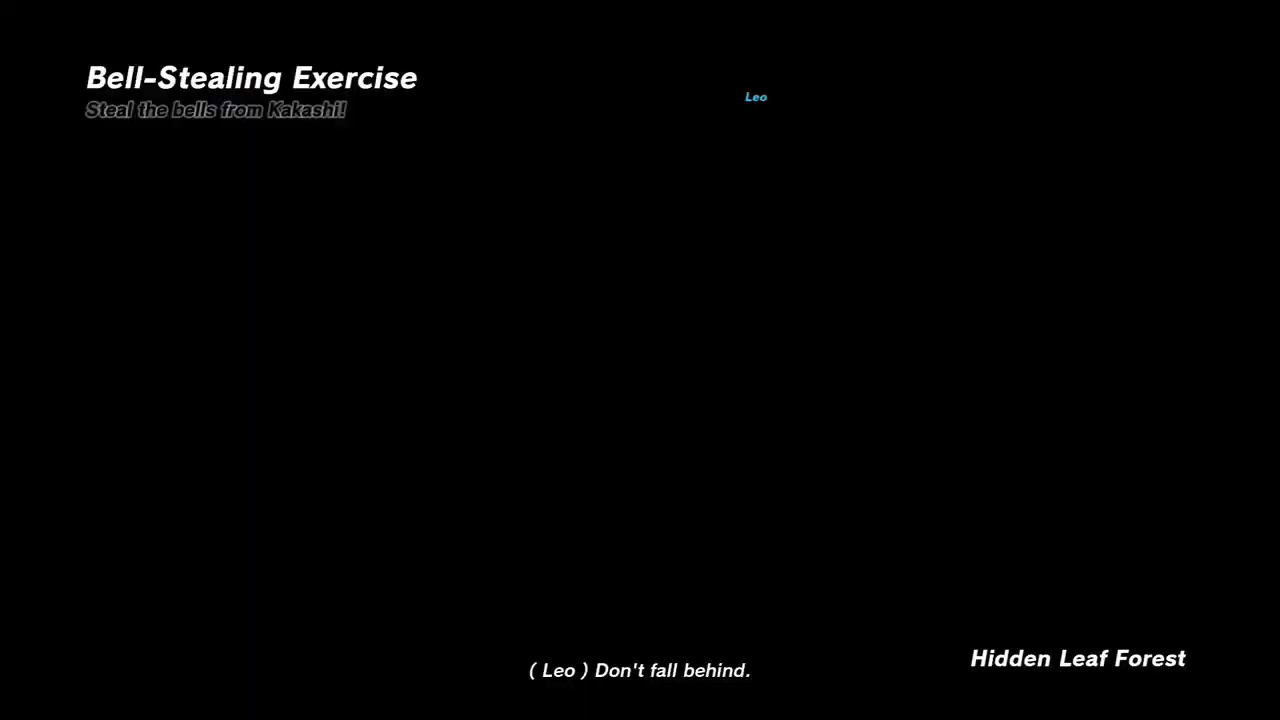 Bell-Stealing Exercise
Steal the bells from Kakashi!
Leo
( Leo ) Don't fall behind.
Hidden Leaf Forest